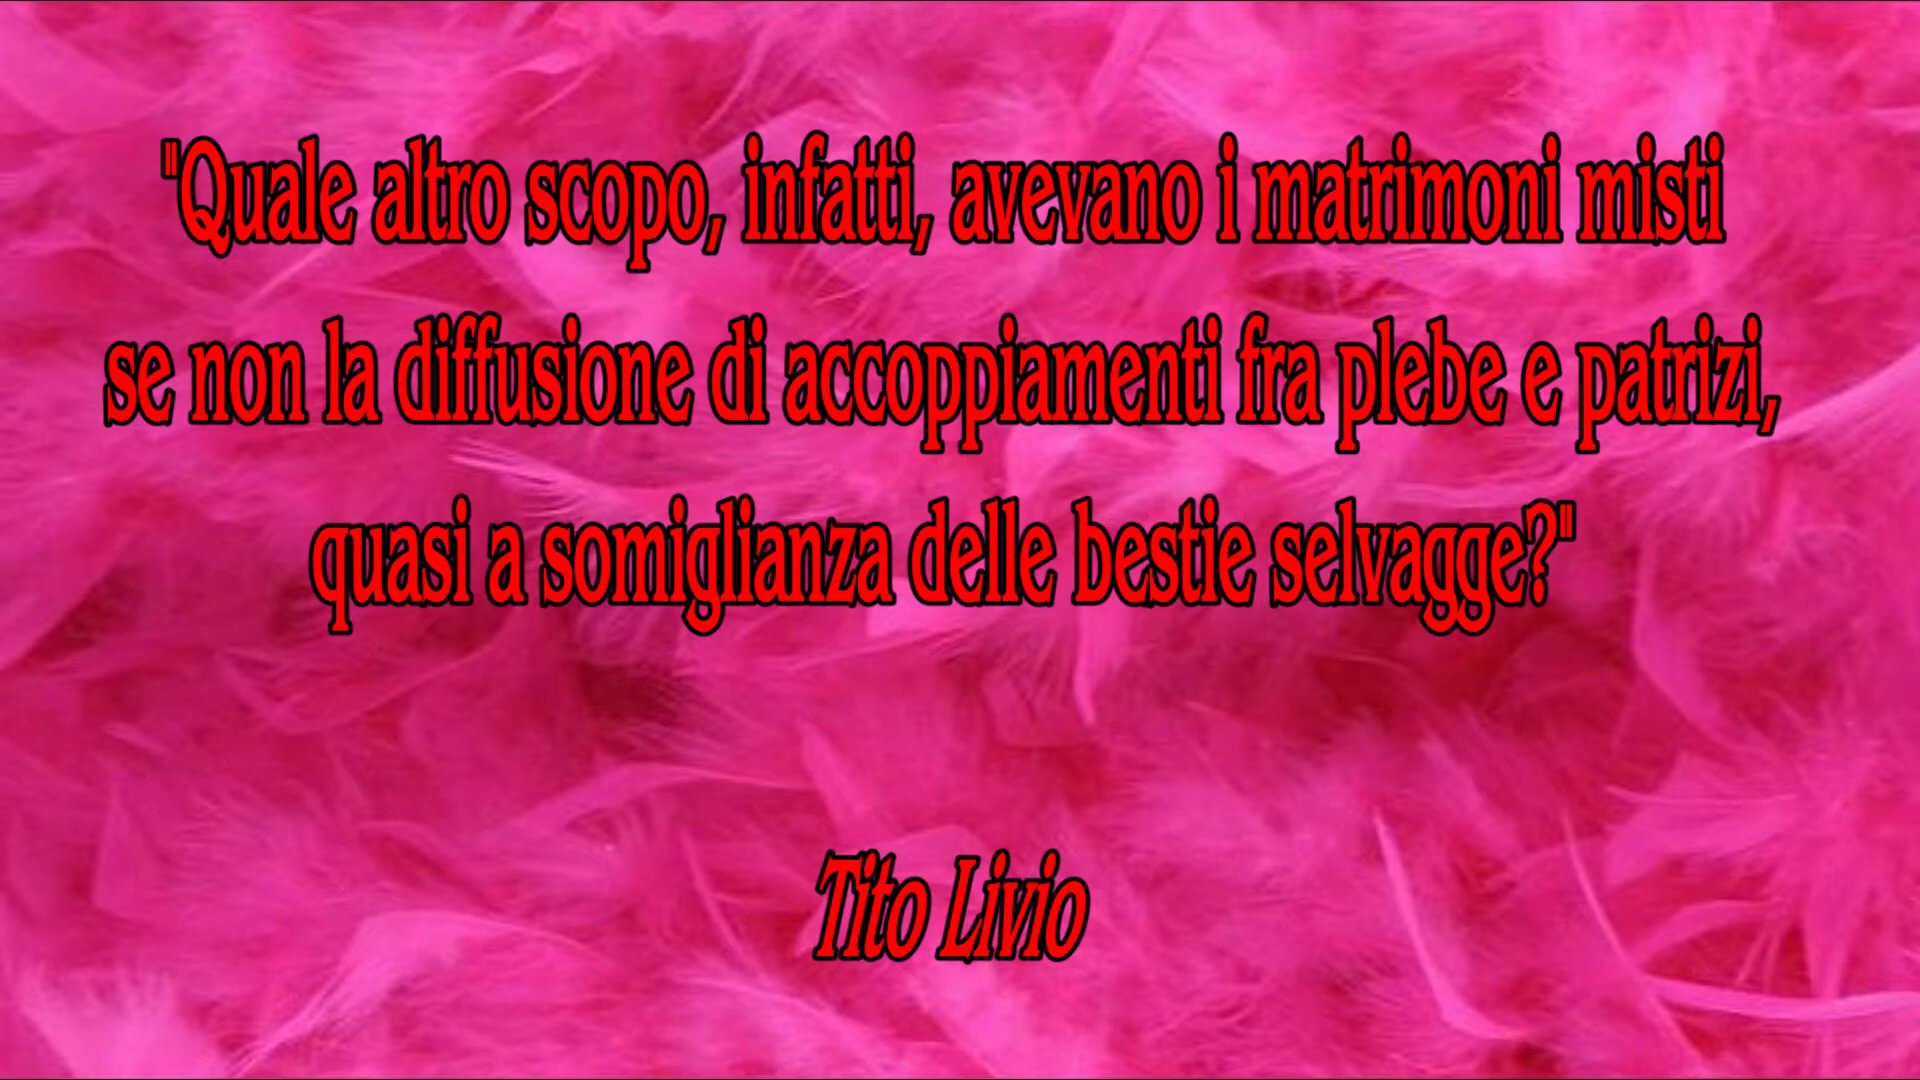 "Quale altro scopo, infatti, avevano i matrimoni misti
se non la diffusione di accoppiamenti fra plebe e patrizi,
quasi a somiglianza delle bestie selvagge?"
Tito Livio